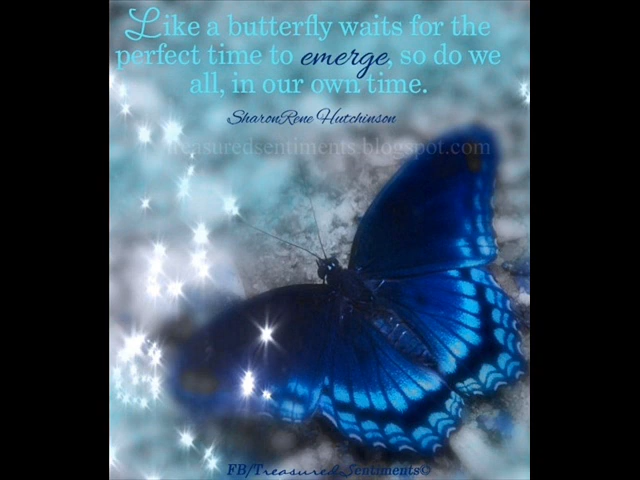 Like a butterfly waits for the
perfect time to emerge, so do we
all, in our own time.
SharonRene Hutchinson
treasuredsentiments.blogspot.com
FB/Treasured-Sentiments©